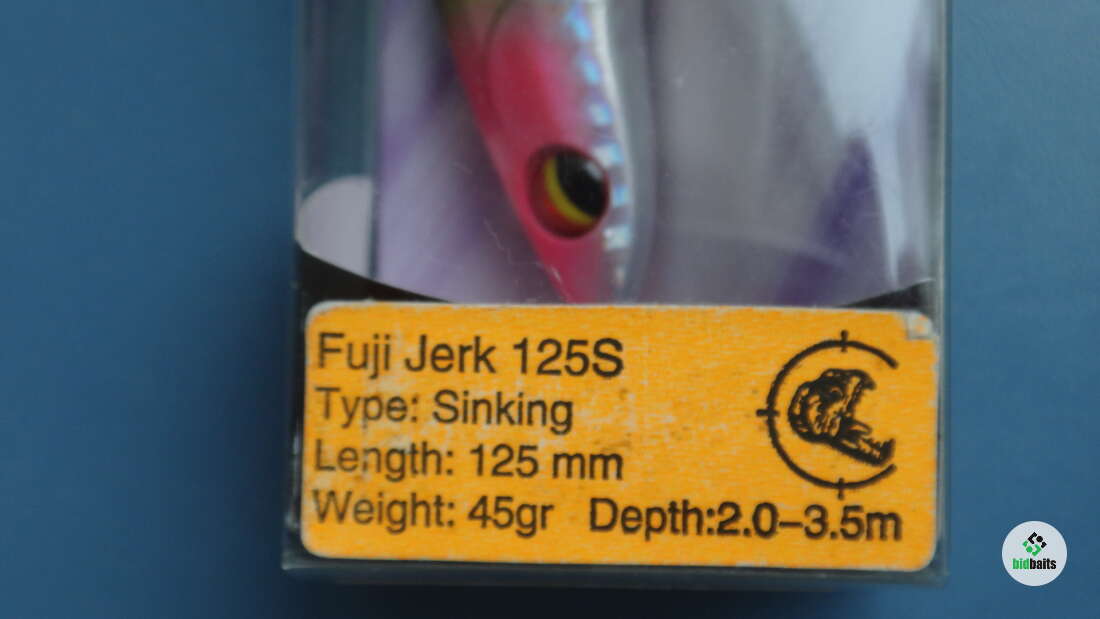 Fuji Jerk 125S
Type: Sinking
Length: 125 mm
Weight: 45gr Depth:2.0–3.5m
bidbaits